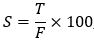 S = T/F × 100